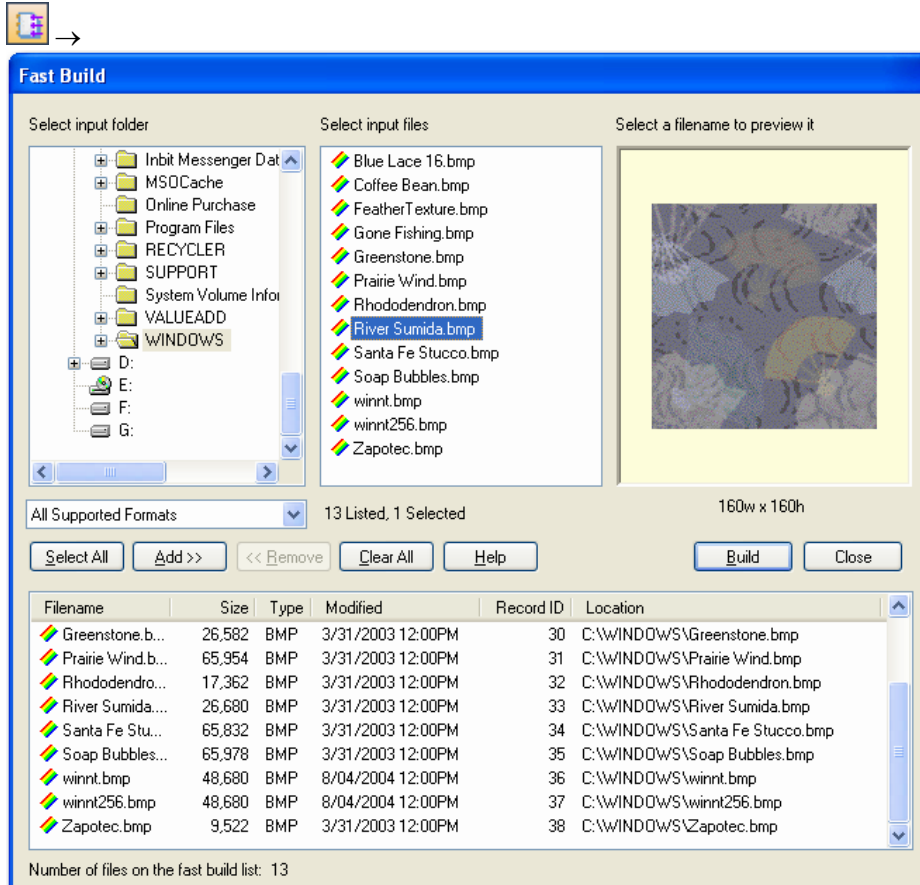 →
Fast Build
Select input folder
Select input files
Select a filename to preview it
Inbit Messenger Dat
MSOCache
Online Purchase
Program Files
RECYCLER
SUPPORT
System Volume Infor
VALUEADD
WINDOWS
D:
E:
F:
G:
Blue Lace 16.bmp
Coffee Bean.bmp
FeatherTexture.bmp
Gone Fishing.bmp
Greenstone.bmp
Prairie Wind.bmp
Rhododendron.bmp
River Sumida.bmp
Santa Fe Stucco.bmp
Soap Bubbles.bmp
winnt.bmp
winnt256.bmp
Zapotec.bmp
160w x 160h
All Supported Formats
13 Listed, 1 Selected
Select All Add >> << Remove Clear All Help Build Close
Filename Size Type Modified Record ID Location
Greenstone.b... 26,582 BMP 3/31/2003 12:00PM 30 C:\WINDOWS\Greenstone.bmp
Prairie Wind.b... 65,954 BMP 3/31/2003 12:00PM 31 C:\WINDOWS\Prairie Wind.bmp
Rhododendro... 17,362 BMP 3/31/2003 12:00PM 32 C:\WINDOWS\Rhododendron.bmp
River Sumida.... 26,680 BMP 3/31/2003 12:00PM 33 C:\WINDOWS\River Sumida.bmp
Santa Fe Stu... 65,832 BMP 3/31/2003 12:00PM 34 C:\WINDOWS\Santa Fe Stucco.bmp
Soap Bubbles... 65,978 BMP 3/31/2003 12:00PM 35 C:\WINDOWS\Soap Bubbles.bmp
winnt.bmp 48,680 BMP 8/04/2004 12:00PM 36 C:\WINDOWS\winnt.bmp
winnt256.bmp 48,680 BMP 8/04/2004 12:00PM 37 C:\WINDOWS\winnt256.bmp
Zapotec.bmp 9,522 BMP 3/31/2003 12:00PM 38 C:\WINDOWS\Zapotec.bmp
Number of files on the fast build list: 13